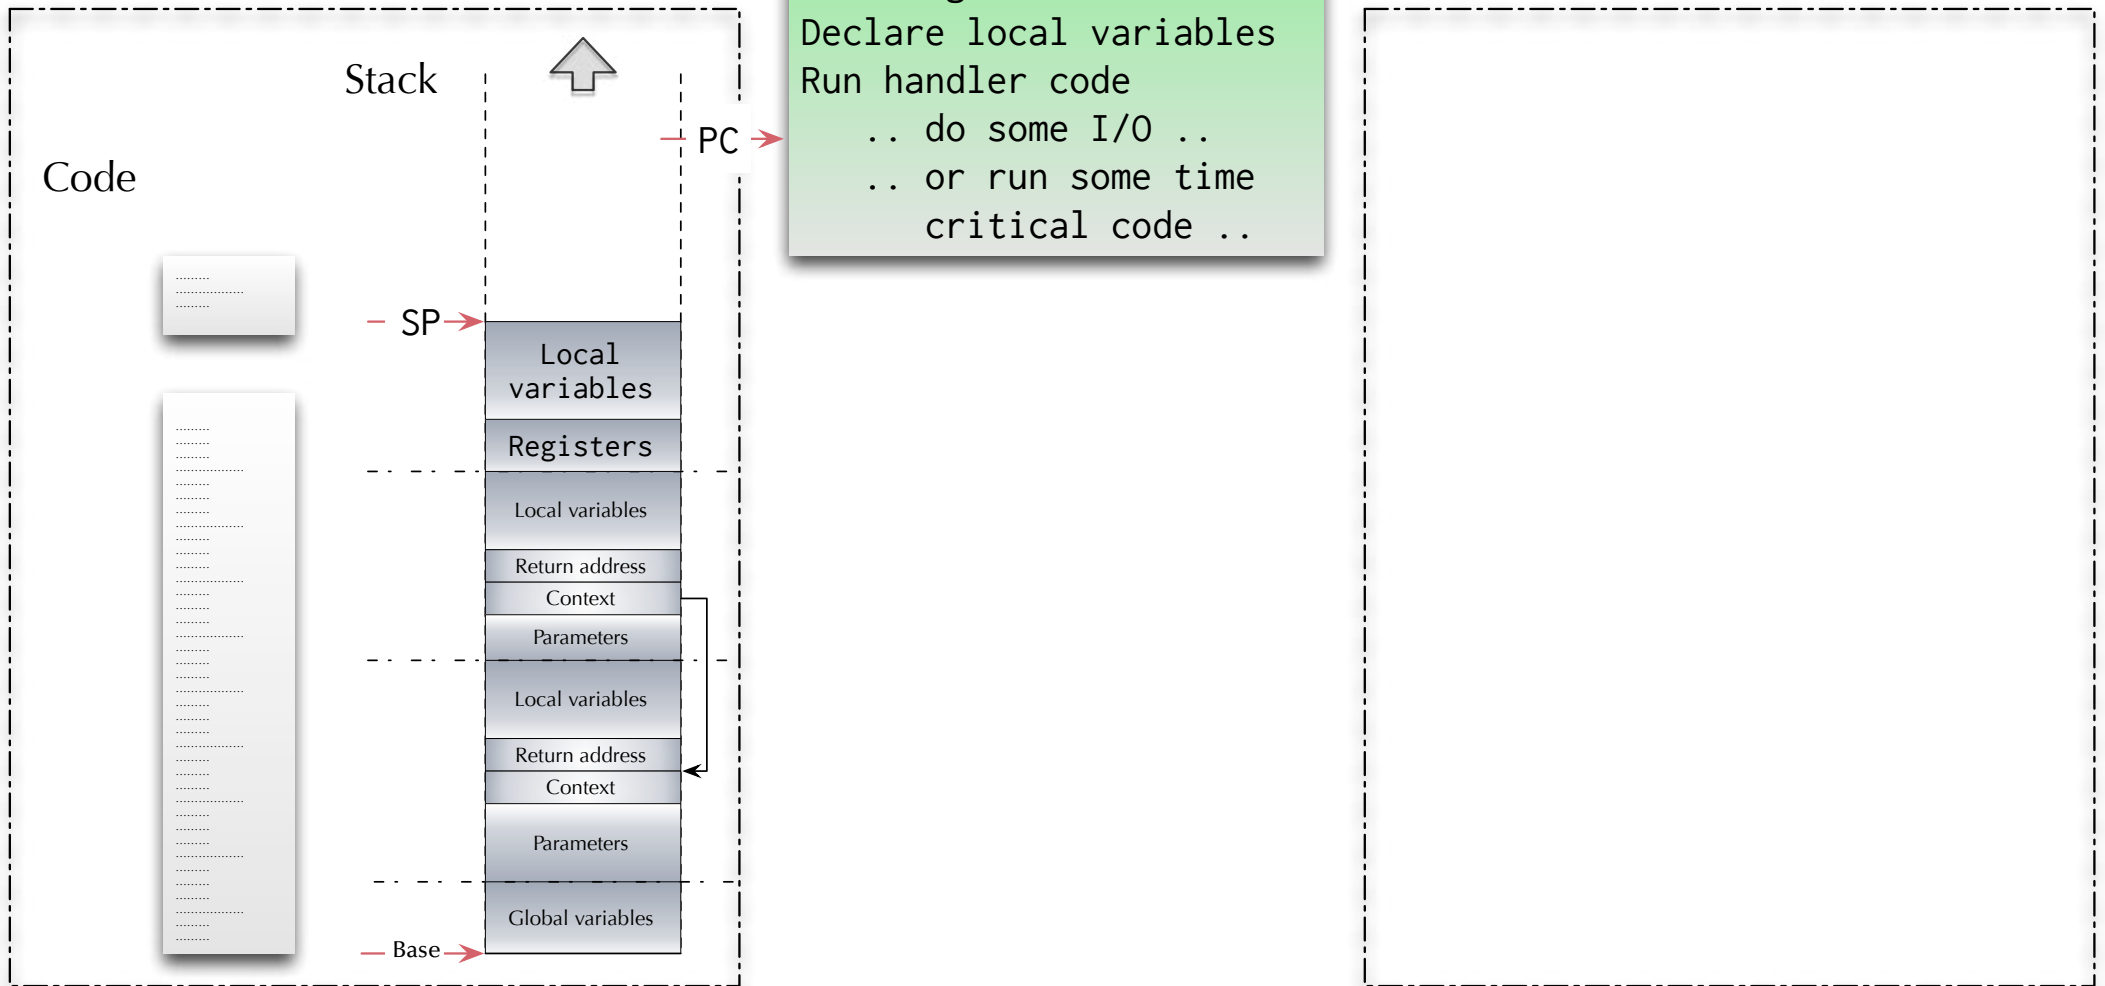 Declare local variables
Run handler code
.. do some I/O ..
.. or run some time
critical code ..
Stack
PC
Code
SP
Local
variables
Registers
Local variables
Return address
Context
Parameters
Local variables
Return address
Context
Parameters
Global variables
Base